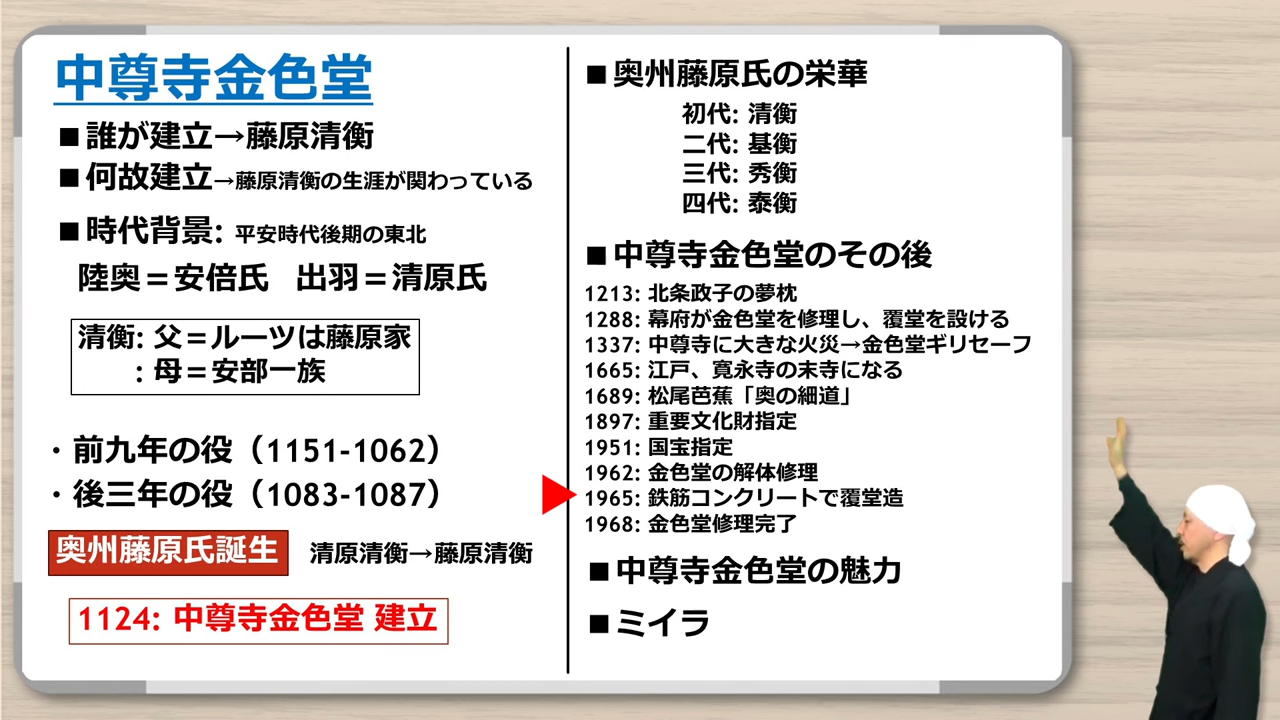 中尊寺金色堂
■誰が建立→藤原清衡
■何故建立→藤原清衡の生涯が関わっている
■時代背景: 平安時代後期の東北
陸奥＝安倍氏 出羽＝清原氏
清衡: 父＝ルーツは藤原家
: 母＝安部一族
・前九年の役（1151-1062）
・後三年の役（1083-1087）
奥州藤原氏誕生 清原清衡→藤原清衡
1124: 中尊寺金色堂 建立
■奥州藤原氏の栄華
初代: 清衡
二代: 基衡
三代: 秀衡
四代: 泰衡
■中尊寺金色堂のその後
1213: 北条政子の夢枕
1288: 幕府が金色堂を修理し、覆堂を設ける
1337: 中尊寺に大きな火災→金色堂ギリセーフ
1665: 江戸、寛永寺の末寺になる
1689: 松尾芭蕉「奥の細道」
1897: 重要文化財指定
1951: 国宝指定
1962: 金色堂の解体修理
1965: 鉄筋コンクリートで覆堂造
1968: 金色堂修理完了
■中尊寺金色堂の魅力
■ミイラ